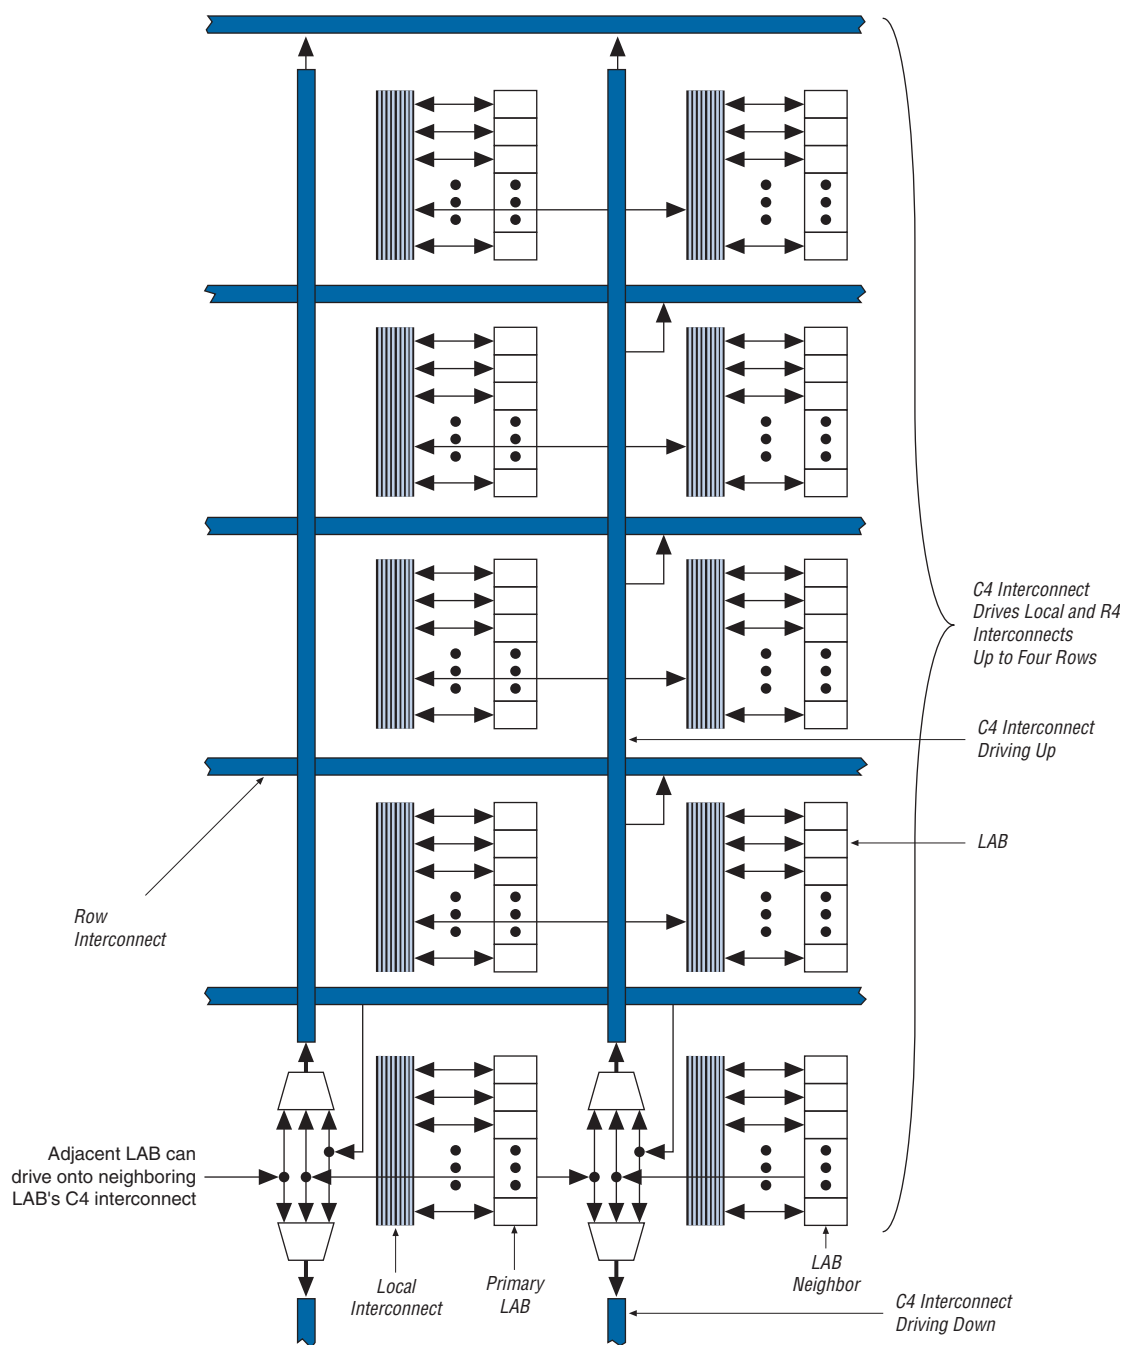 C4 Interconnect
Drives Local and R4
Interconnects
Up to Four Rows
C4 Interconnect
Driving Up
LAB
Row
Interconnect
Adjacent LAB can
drive onto neighboring
LAB's C4 interconnect
Local
Interconnect
Primary
LAB
LAB
Neighbor
C4 Interconnect
Driving Down